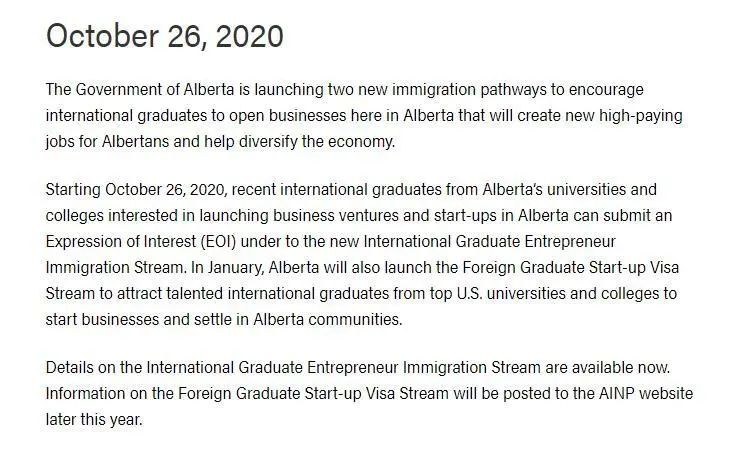 October 26, 2020
The Government of Alberta is launching two new immigration pathways to encourage
international graduates to open businesses here in Alberta that will create new high-paying
jobs for Albertans and help diversify the economy.
Starting October 26, 2020, recent international graduates from Alberta's universities and
colleges interested in launching business ventures and start-ups in Alberta can submit an
Expression of Interest (EOI) under to the new International Graduate Entrepreneur
Immigration Stream. In January, Alberta will also launch the Foreign Graduate Start-up Visa
Stream to attract talented international graduates from top U.S. universities and colleges to
start businesses and settle in Alberta communities.
Details on the International Graduate Entrepreneur Immigration Stream are available now.
Information on the Foreign Graduate Start-up Visa Stream will be posted to the AINP website
later this year.